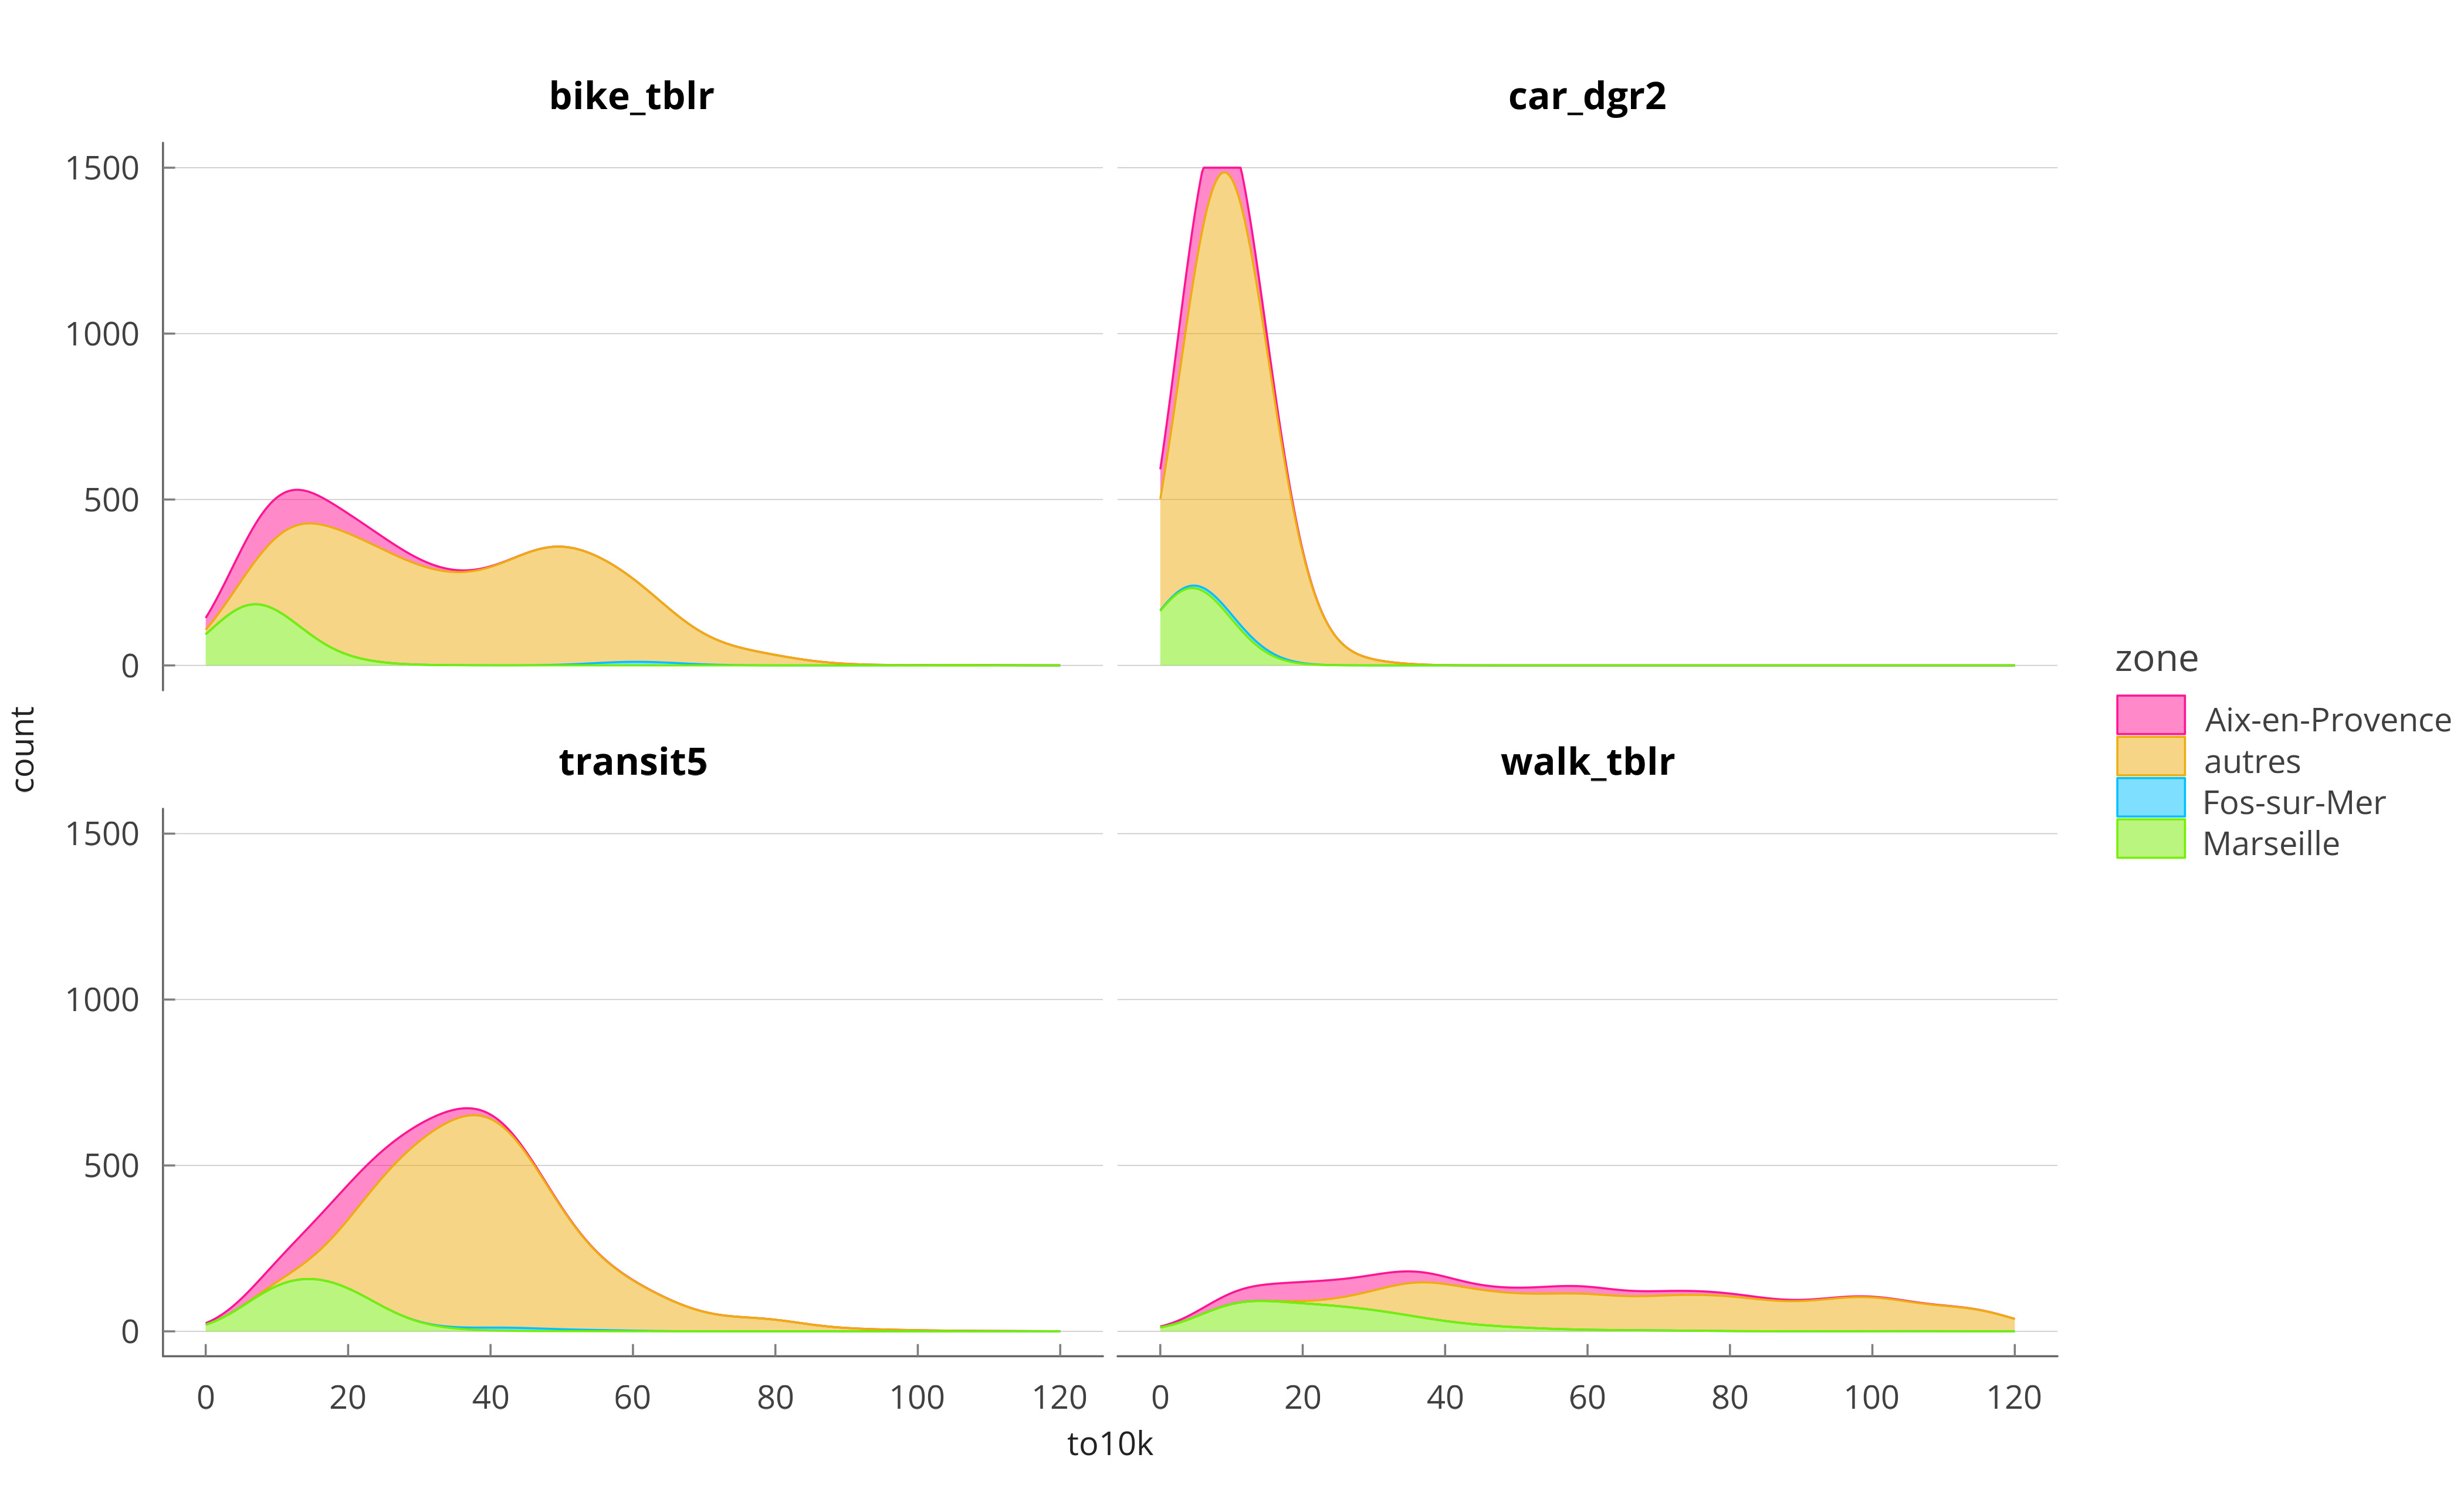 bike_tblr
car_dgr2
1500
1000
500
0
count
transit5
walk_tblr
1500
1000
500
0
0 20 40 60 80 100 120
0 20 40 60 80 100 120
to10k
zone
Aix-en-Provence
autres
Fos-sur-Mer
Marseille